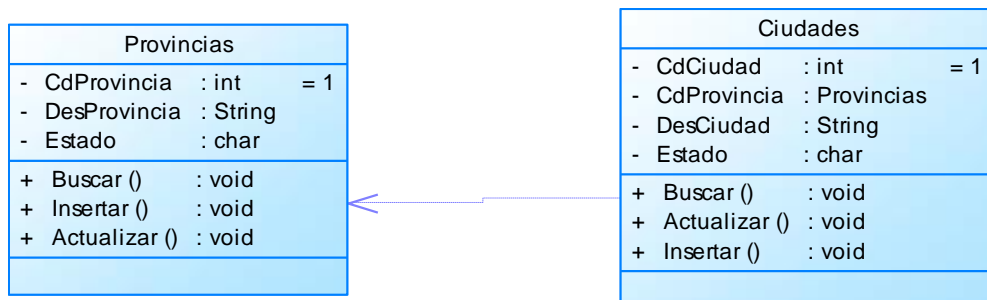 Provincias
- CdProvincia : int = 1
- DesProvincia : String
- Estado : char
+ Buscar () : void
+ Insertar () : void
+ Actualizar () : void
Ciudades
- CdCiudad : int = 1
- CdProvincia : Provincias
- DesCiudad : String
- Estado : char
+ Buscar () : void
+ Actualizar () : void
+ Insertar () : void